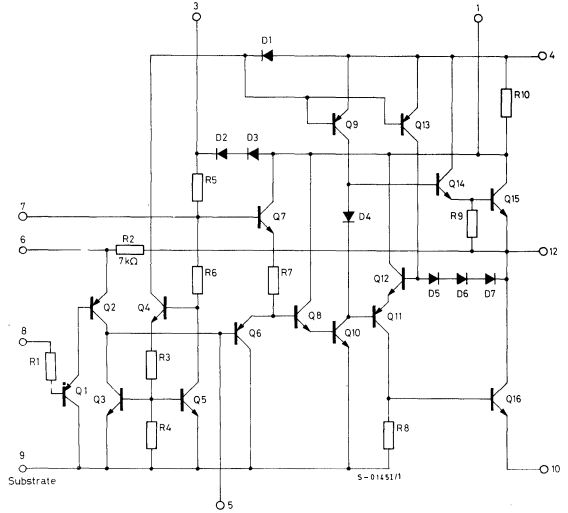 3
1
D1
4
R10
Q9
Q13
D2
D3
R5
Q14
Q15
7
Q7
D4
R9
6
R2
7kΩ
12
R6
R7
Q12
D5
D6
D7
Q2
Q4
Q6
Q8
Q10
Q11
8
R1
R3
Q1
Q3
Q5
Q16
R4
R8
9
Substrate
S-0145I/1
10
5